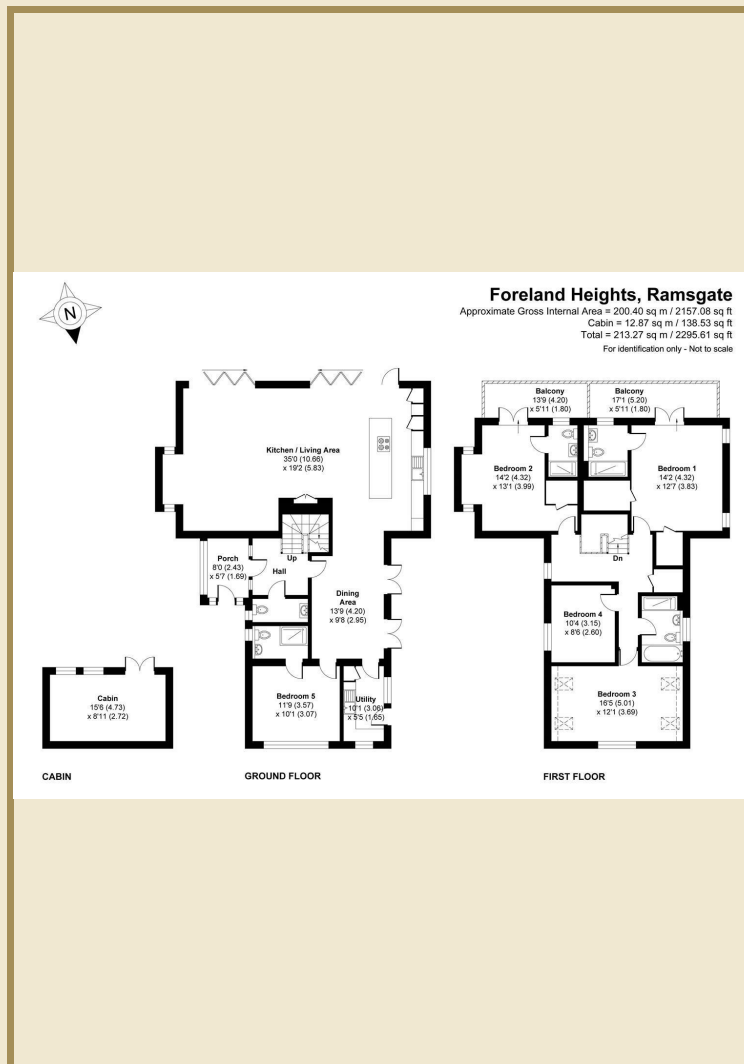 N
Foreland Heights, Ramsgate
Approximate Gross Internal Area = 200.40 sq m / 2157.08 sq ft
Cabin = 12.87 sq m / 138.53 sq ft
Total = 213.27 sq m / 2295.61 sq ft
For identification only - Not to scale
Kitchen / Living Area
35'0 (10.66)
x 19'2 (5.83)
Porch
8'0 (2.43)
x 5'7 (1.69)
Up
Hall
Dining
Area
13'9 (4.20)
x 9'8 (2.95)
Bedroom 5
11'9 (3.57)
x 10'1 (3.07)
Utility
10'1 (3.06)
x 5'5 (1.65)
Cabin
15'6 (4.73)
x 8'11 (2.72)
CABIN
GROUND FLOOR
Balcony
13'9 (4.20)
x 5'11 (1.80)
Balcony
17'1 (5.20)
x 5'11 (1.80)
Bedroom 2
14'2 (4.32)
x 13'1 (3.99)
Bedroom 1
14'2 (4.32)
x 12'7 (3.83)
Dn
Bedroom 4
10'4 (3.15)
x 8'6 (2.60)
Bedroom 3
16'5 (5.01)
x 12'1 (3.69)
FIRST FLOOR